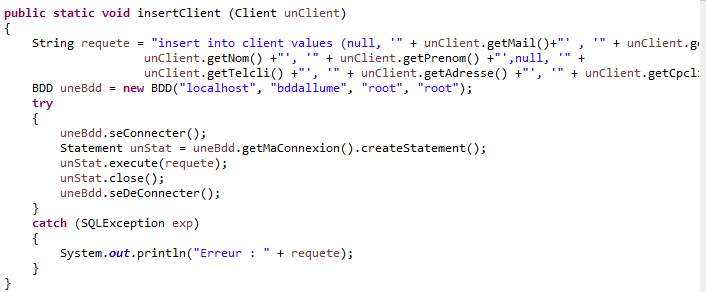 public static void insertClient (Client unClient)
{
String requete = "insert into client values (null, '" + unClient.getMail()+"' , '" + unClient.ge
unClient.getNom() +"', '" + unClient.getPrenom() +"',null, '" +
unClient.getTelcli() +"', '" + unClient.getAdresse() +"', '" + unClient.getCpcl
BDD uneBdd = new BDD("localhost", "bddallume", "root", "root");
try
{
uneBdd.seConnecter();
Statement unStat = uneBdd.getMaConnexion().createStatement();
unStat.execute(requete);
unStat.close();
uneBdd.seDeConnecter();
}
catch (SQLException exp)
{
System.out.println("Erreur : " + requete);
}
}